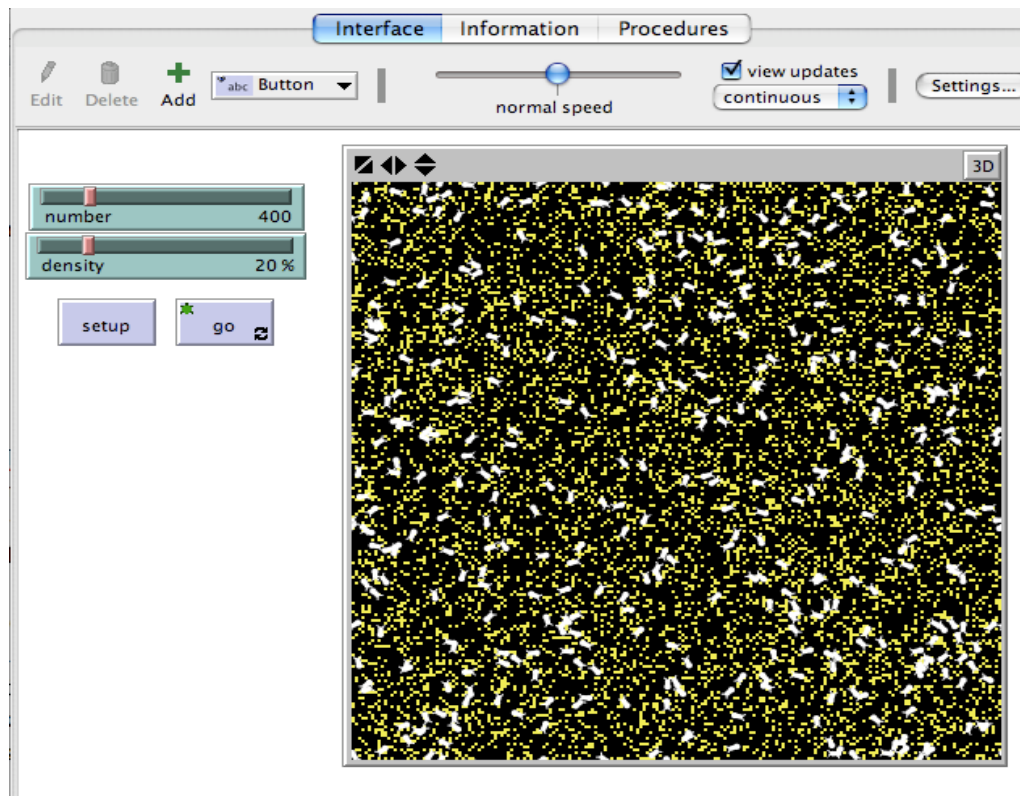 Interface Information Procedures
Edit Delete Add abc Button
normal speed
view updates
continuous
Settings...
3D
number 400
density 20 %
setup go